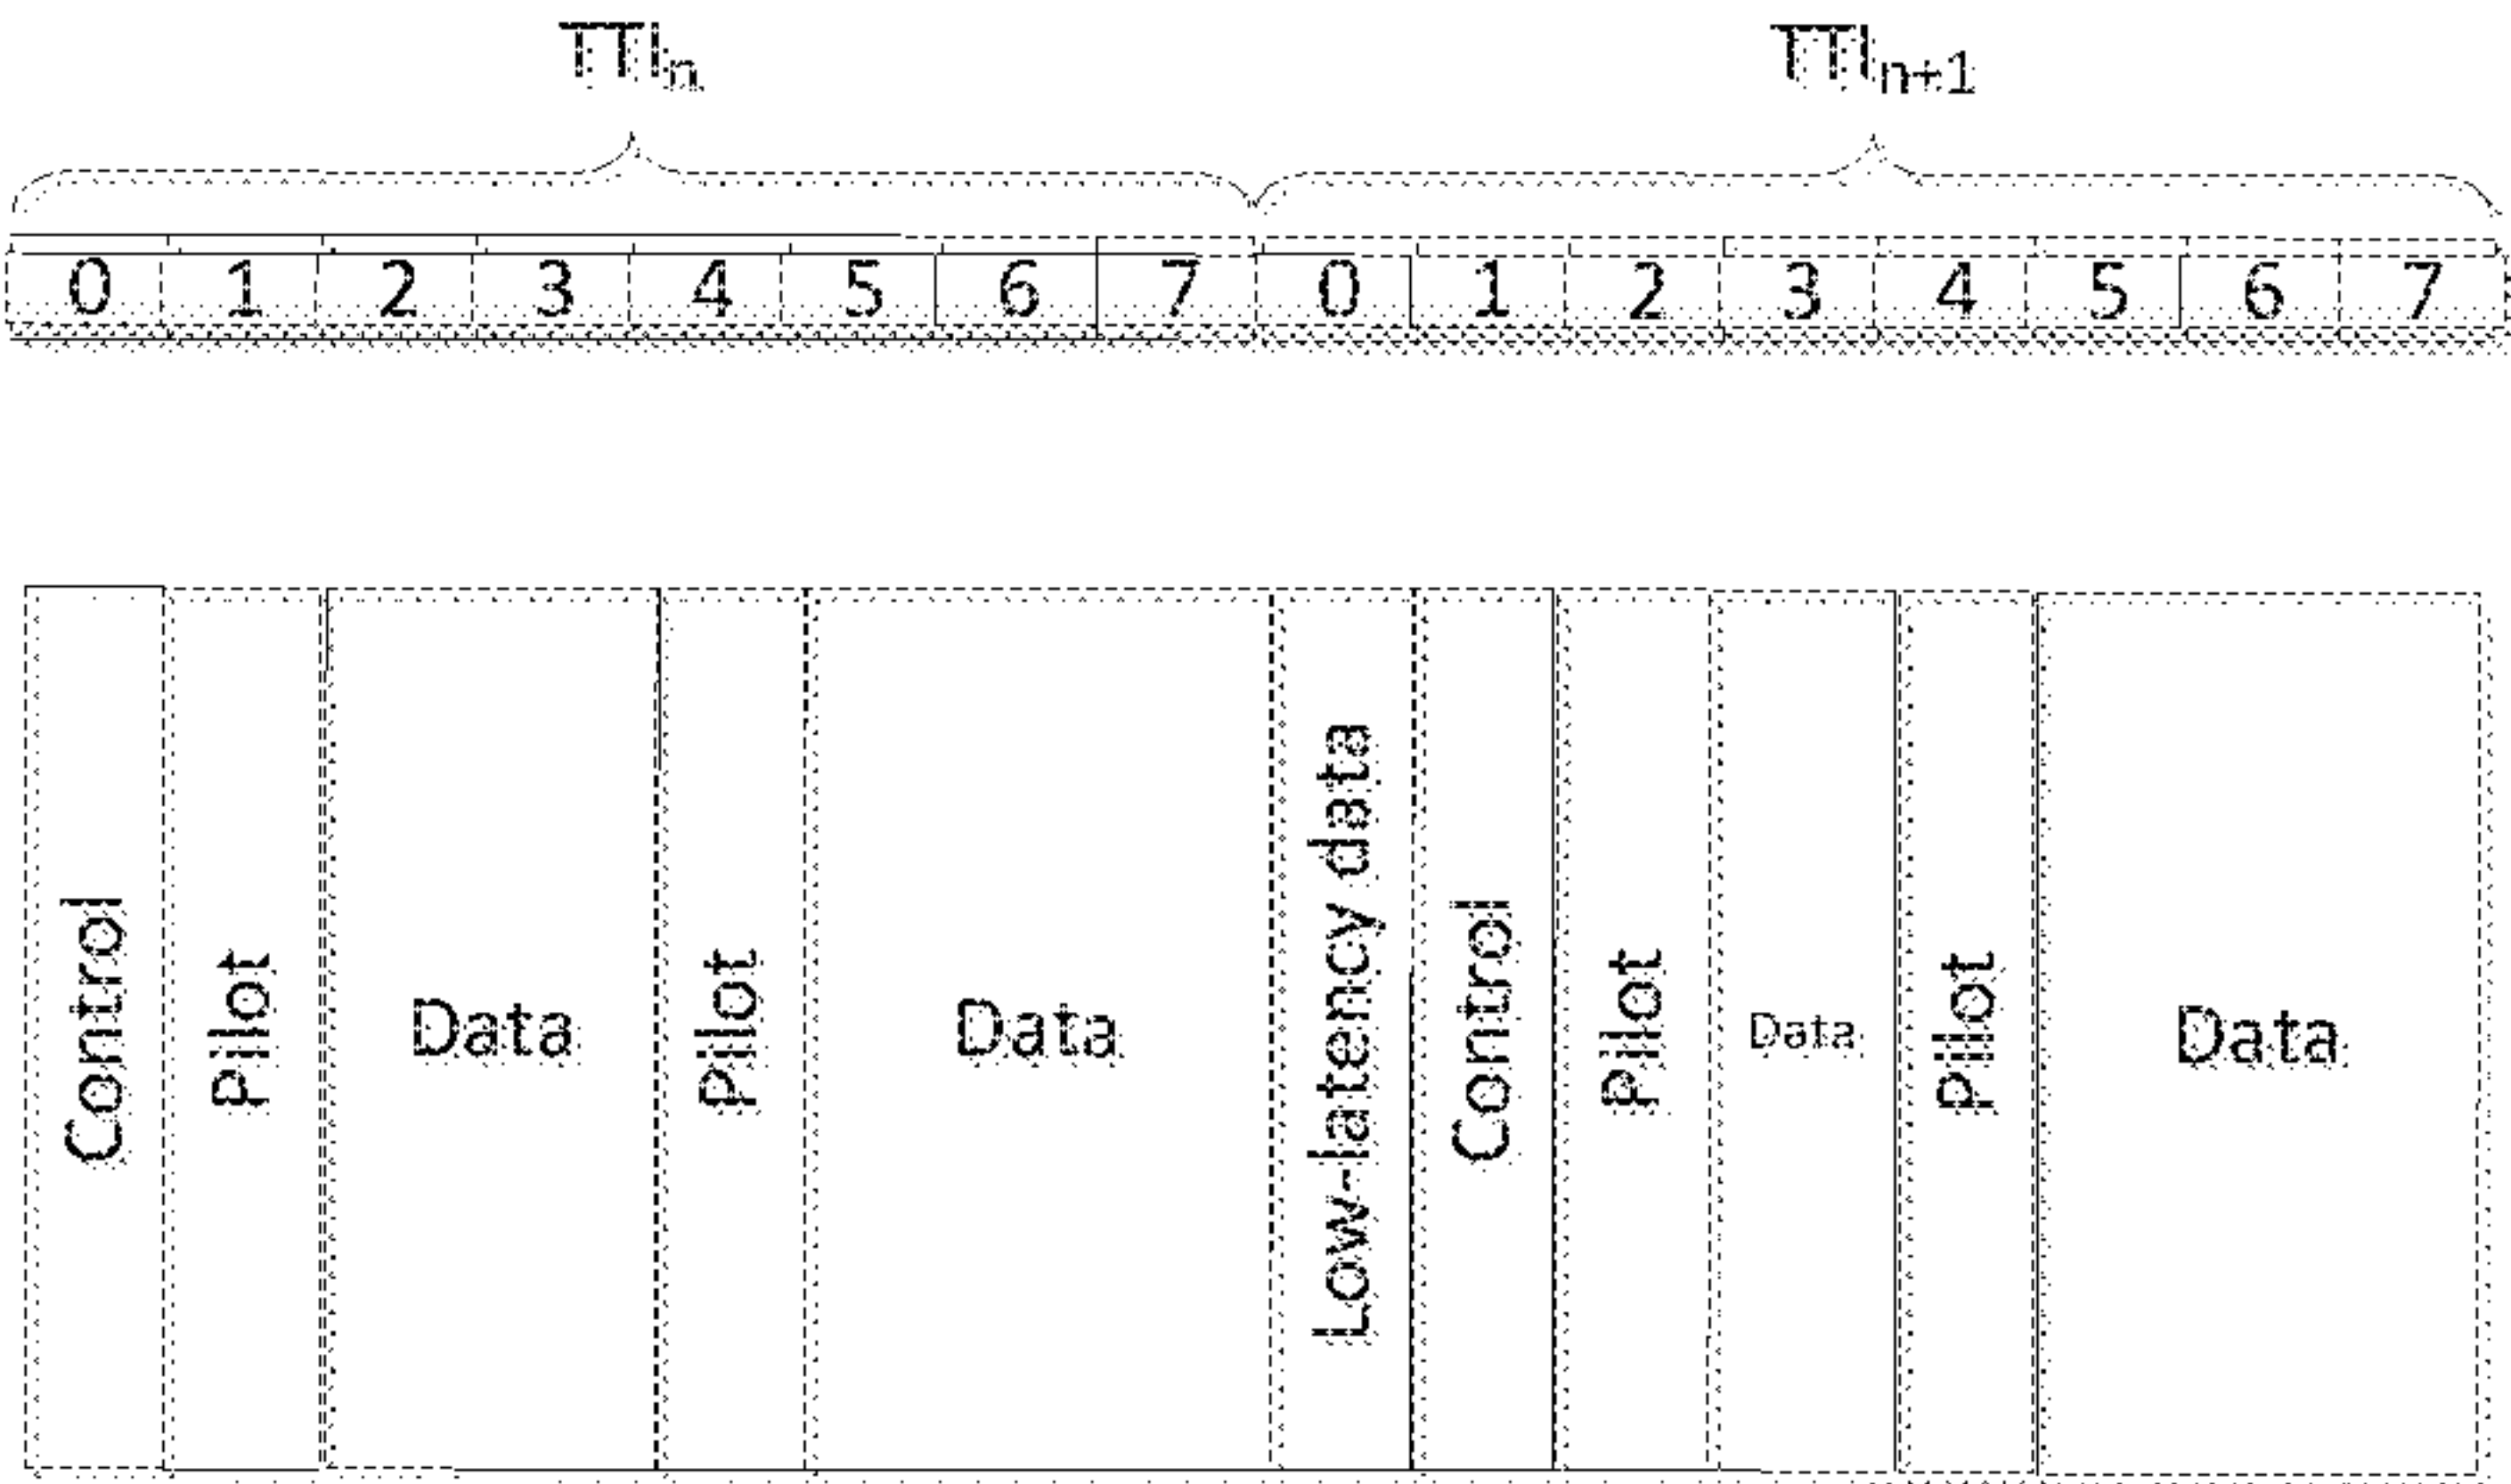 TTIn TTIn+1
0 1 2 3 4 5 6 7 0 1 2 3 4 5 6 7
Control
Pilot
Data
Pilot
Data
Low-latency data
Control
Pilot
Data
Pilot
Data